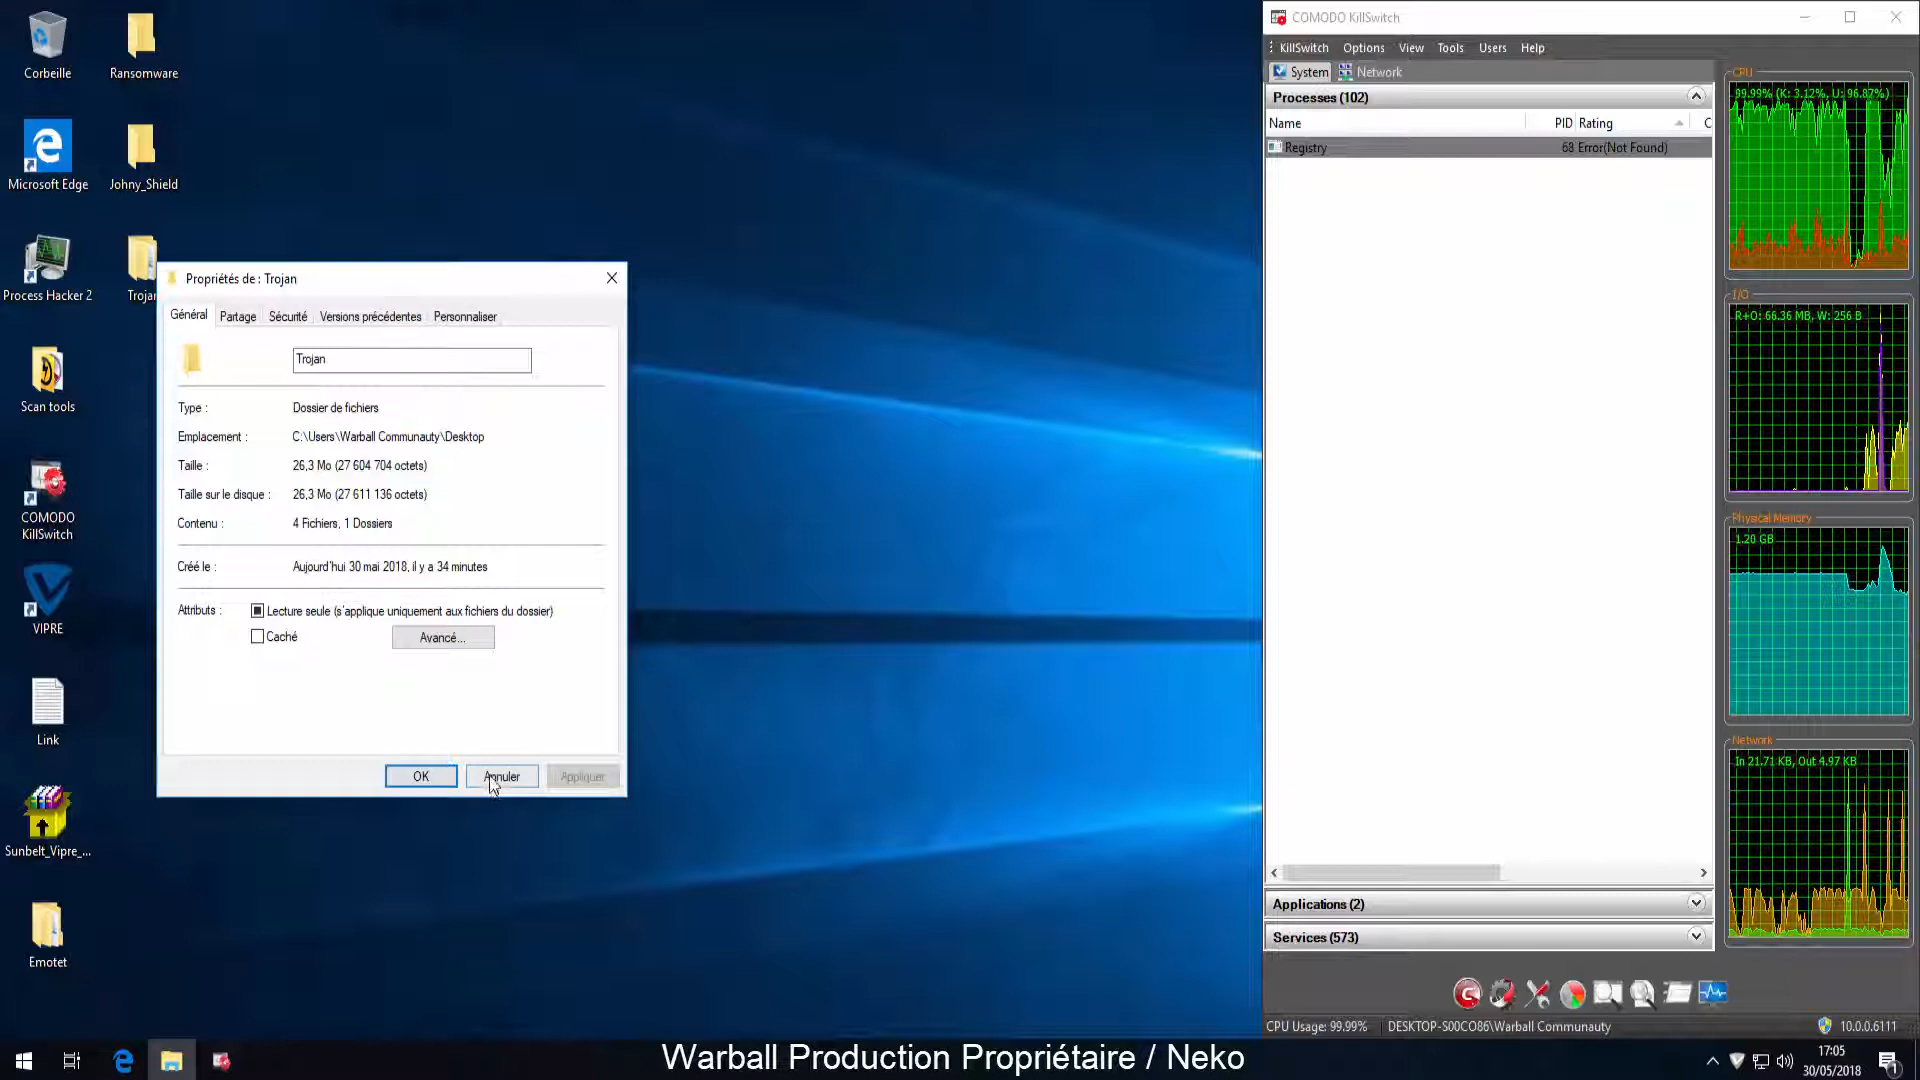 Corbeille
Ransomware
Microsoft Edge
Johny_Shield
Process Hacker 2
Trojan
Scan tools
COMODO
KillSwitch
VIPRE
Link
Sunbelt_Vipre_...
Emotet
Propriétés de : Trojan
Général
Partage
Sécurité
Versions précédentes
Personnaliser
Trojan
Type :
Dossier de fichiers
Emplacement :
C:\Users\Warball Communauty\Desktop
Taille :
26,3 Mo (27 604 704 octets)
Taille sur le disque :
26,3 Mo (27 611 136 octets)
Contenu :
4 Fichiers, 1 Dossiers
Créé le :
Aujourd'hui 30 mai 2018, il y a 34 minutes
Attributs :
Lecture seule (s'applique uniquement aux fichiers du dossier)
Caché
Avancé...
OK
Annuler
Appliquer
COMODO KillSwitch
KillSwitch Options View Tools Users Help
System Network
Processes (102)
Name PID Rating C
Registry 68 Error(Not Found)
Applications (2)
Services (573)
CPU
99.99% (K: 3.12%, U: 96.87%)
I/O
R+O: 66.36 MB, W: 256 B
Physical Memory
1.20 GB
Network
In 21.71 KB, Out 4.97 KB
CPU Usage: 99.99% DESKTOP-S00CO86\Warball Communauty 10.0.0.6111
Warball Production Propriétaire / Neko
17:05
30/05/2018
1